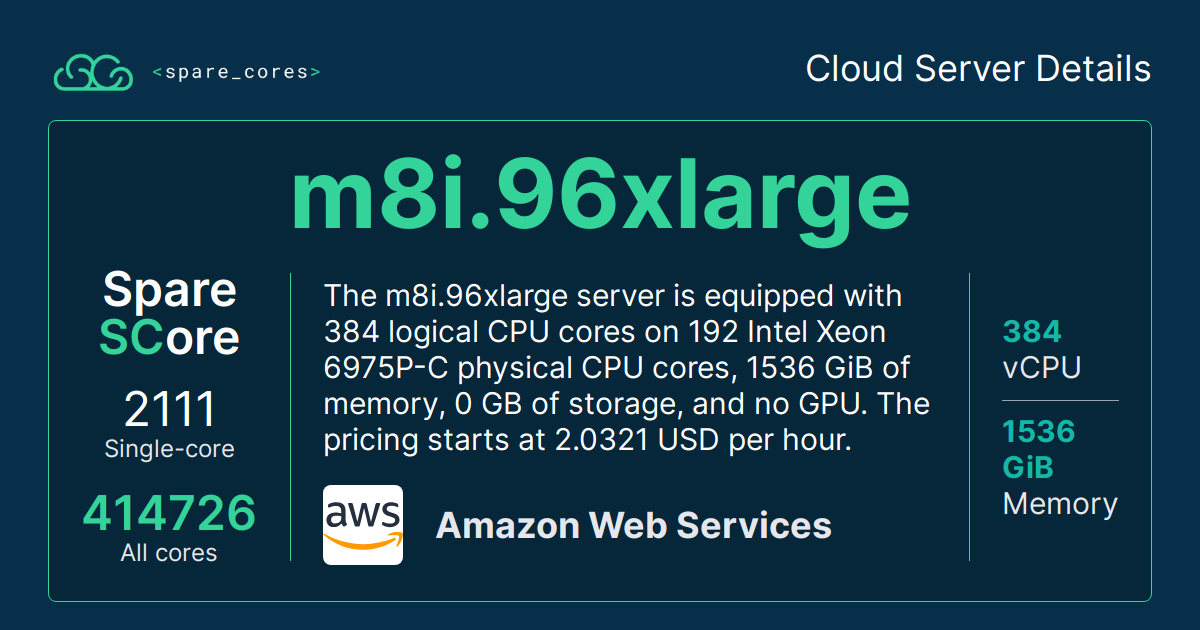 <spare_cores>
Cloud Server Details
m8i.96xlarge
Spare
SCore
2111
Single-core
414726
All cores
The m8i.96xlarge server is equipped with
384 logical CPU cores on 192 Intel Xeon
6975P-C physical CPU cores, 1536 GiB of
memory, 0 GB of storage, and no GPU. The
pricing starts at 2.0321 USD per hour.
aws
Amazon Web Services
384
vCPU
1536
GiB
Memory